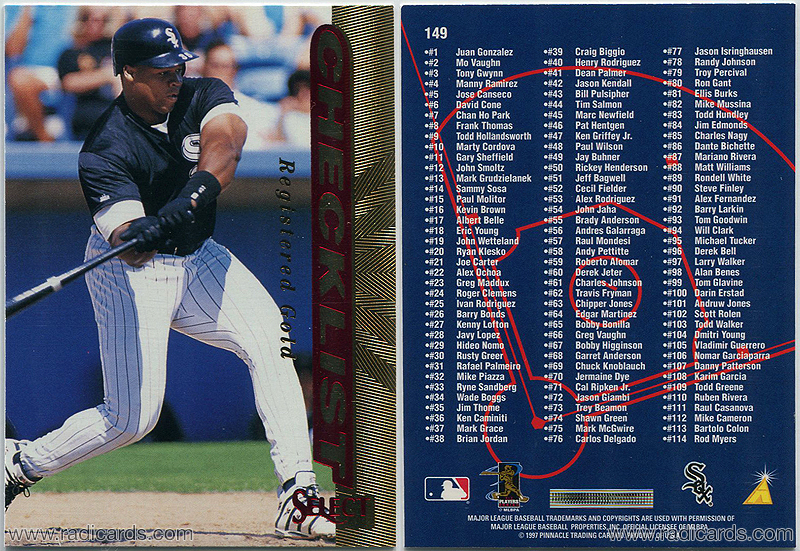 Sox
CHECKLIST
Registered Gold
SELECT
www.radicards.com
149
•#1 Juan Gonzalez
•#2 Mo Vaughn
•#3 Tony Gwynn
•#4 Manny Ramirez
•#5 Jose Canseco
•#6 David Cone
•#7 Chan Ho Park
•#8 Frank Thomas
•#9 Todd Hollandsworth
•#10 Marty Cordova
•#11 Gary Sheffield
•#12 John Smoltz
•#13 Mark Grudzielanek
•#14 Sammy Sosa
•#15 Paul Molitor
•#16 Kevin Brown
•#17 Albert Belle
•#18 Eric Young
•#19 John Wetteland
•#20 Ryan Klesko
•#21 Joe Carter
•#22 Alex Ochoa
•#23 Greg Maddux
•#24 Roger Clemens
•#25 Ivan Rodriguez
•#26 Barry Bonds
•#27 Kenny Lofton
•#28 Javy Lopez
•#29 Hideo Nomo
•#30 Rusty Greer
•#31 Rafael Palmeiro
•#32 Mike Piazza
•#33 Ryne Sandberg
•#34 Wade Boggs
•#35 Jim Thome
•#36 Ken Caminiti
•#37 Mark Grace
•#38 Brian Jordan
•#39 Craig Biggio
•#40 Henry Rodriguez
•#41 Dean Palmer
•#42 Jason Kendall
•#43 Bill Pulsipher
•#44 Tim Salmon
•#45 Marc Newfield
•#46 Pat Hentgen
•#47 Ken Griffey Jr.
•#48 Paul Wilson
•#49 Jay Buhner
•#50 Rickey Henderson
•#51 Jeff Bagwell
•#52 Cecil Fielder
•#53 Alex Rodriguez
•#54 John Jaha
•#55 Brady Anderson
•#56 Andres Galarraga
•#57 Raul Mondesi
•#58 Andy Pettitte
•#59 Roberto Alomar
•#60 Derek Jeter
•#61 Charles Johnson
•#62 Travis Fryman
•#63 Chipper Jones
•#64 Edgar Martinez
•#65 Bobby Bonilla
•#66 Greg Vaughn
•#67 Bobby Higginson
•#68 Garret Anderson
•#69 Chuck Knoblauch
•#70 Jermaine Dye
•#71 Cal Ripken Jr.
•#72 Jason Giambi
•#73 Trey Beamon
•#74 Shawn Green
•#75 Mark McGwire
•#76 Carlos Delgado
•#77 Jason Isringhausen
•#78 Randy Johnson
•#79 Troy Percival
•#80 Ron Gant
•#81 Ellis Burks
•#82 Mike Mussina
•#83 Todd Hundley
•#84 Jim Edmonds
•#85 Charles Nagy
•#86 Dante Bichette
•#87 Mariano Rivera
•#88 Matt Williams
•#89 Rondell White
•#90 Steve Finley
•#91 Alex Fernandez
•#92 Barry Larkin
•#93 Tom Goodwin
•#94 Will Clark
•#95 Michael Tucker
•#96 Derek Bell
•#97 Larry Walker
•#98 Alan Benes
•#99 Tom Glavine
•#100 Darin Erstad
•#101 Andruw Jones
•#102 Scott Rolen
•#103 Todd Walker
•#104 Dmitri Young
•#105 Vladimir Guerrero
•#106 Nomar Garciaparra
•#107 Danny Patterson
•#108 Karim Garcia
•#109 Todd Greene
•#110 Ruben Rivera
•#111 Raul Casanova
•#112 Mike Cameron
•#113 Bartolo Colon
•#114 Rod Myers
PLAYERS
© MLBPA
Sox
MAJOR LEAGUE BASEBALL TRADEMARKS AND COPYRIGHTS ARE USED WITH PERMISSION OF
MAJOR LEAGUE BASEBALL PROPERTIES, INC. OFFICIAL LICENSEE OF MLBPA
© 1997 PINNACLE TRADING CARD
www.radicards.com